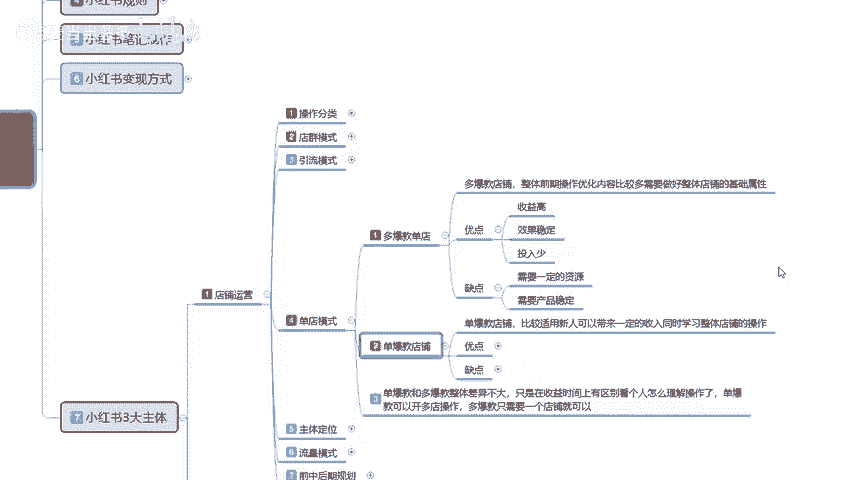 4 小红书规则
5 小红书笔记操作
6 小红书变现方式
1 操作分类
2 店群模式
3 引流模式
多爆款店铺，整体前期操作优化内容比较多需要做好整体店铺的基础属性
收益高
1 多爆款单店
优点
效果稳定
投入少
需要一定的资源
缺点
1 店铺运营
需要产品稳定
4 单店模式
单爆款店铺，比较适用新人可以带来一定的收入同时学习整体店铺的操作
2 单爆款店铺
优点
缺点
3 单爆款和多爆款整体差异不大，只是在收益时间上有区别看个人怎么理解操作了，单爆
款可以开多店操作，多爆款只需要一个店铺就可以
7 小红书3大主体
5 主体定位
6 流量模式
7 前中后期规划